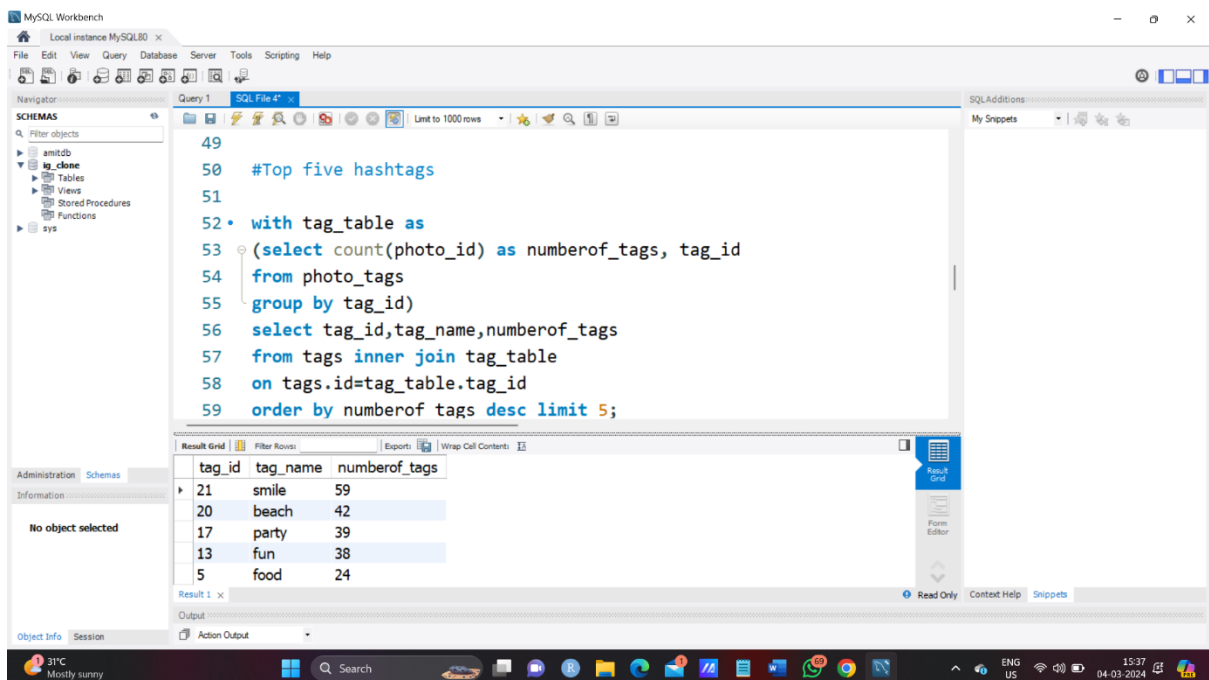 MySQL Workbench
Local instance MySQL80 ×
File Edit View Query Database Server Tools Scripting Help
Navigator
SCHEMAS
Filter objects
amitdb
ig_clone
Tables
Views
Stored Procedures
Functions
sys
Administration Schemas
Information
No object selected
Object Info Session
Query 1 SQL File 4* ×
Limit to 1000 rows
49
50 #Top five hashtags
51
52 with tag_table as
53 (select count(photo_id) as numberof_tags, tag_id
54 from photo_tags
55 group by tag_id)
56 select tag_id,tag_name,numberof_tags
57 from tags inner join tag_table
58 on tags.id=tag_table.tag_id
59 order by numberof_tags desc limit 5;
Result Grid Filter Rows: Export: Wrap Cell Content:
tag_id tag_name numberof_tags
21 smile 59
20 beach 42
17 party 39
13 fun 38
5 food 24
Result Grid
Form Editor
Result 1 × Read Only
Output
Action Output
SQLAdditions
My Snippets
Context Help Snippets
1
31°C
Mostly sunny
Search
69
ENG
US
15:37
04-03-2024